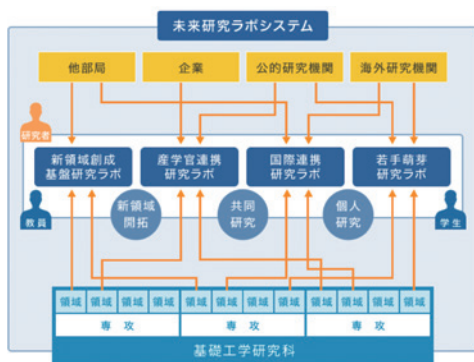 未来研究ラボシステム
他部局
企業
公的研究機関
海外研究機関
研究者
新領域創成
基盤研究ラボ
産学官連携
研究ラボ
国際連携
研究ラボ
若手萌芽
研究ラボ
教員
新領域
開拓
共同
研究
個人
研究
学生
領域 領域 領域 領域 領域 領域 領域 領域 領域 領域 領域 領域
専攻 専攻 専攻
基礎工学研究科